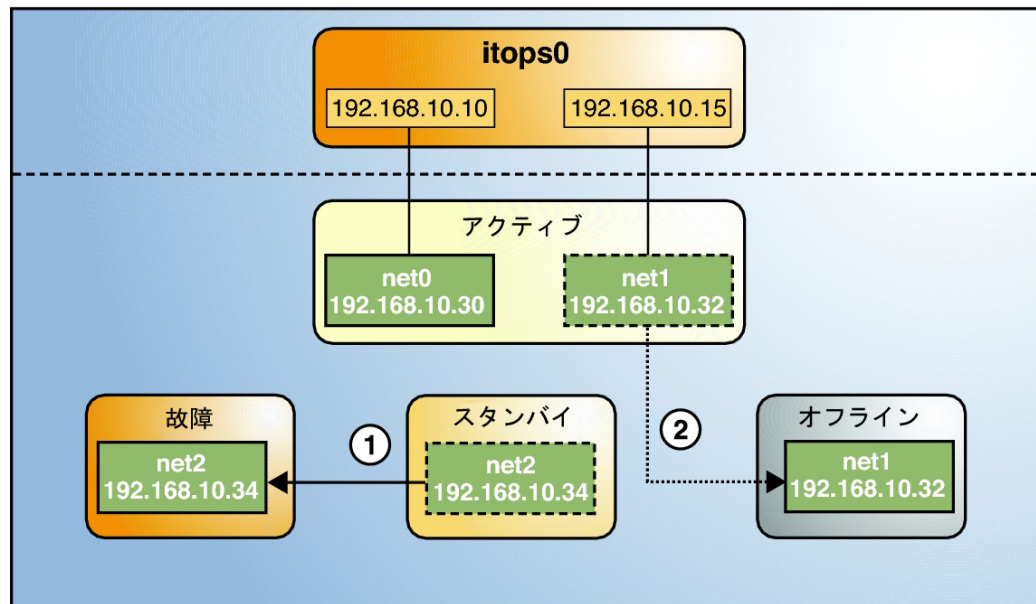 itops0
192.168.10.10
192.168.10.15
アクティブ
net0
192.168.10.30
net1
192.168.10.32
故障
net2
192.168.10.34
①
スタンバイ
net2
192.168.10.34
②
オフライン
net1
192.168.10.32